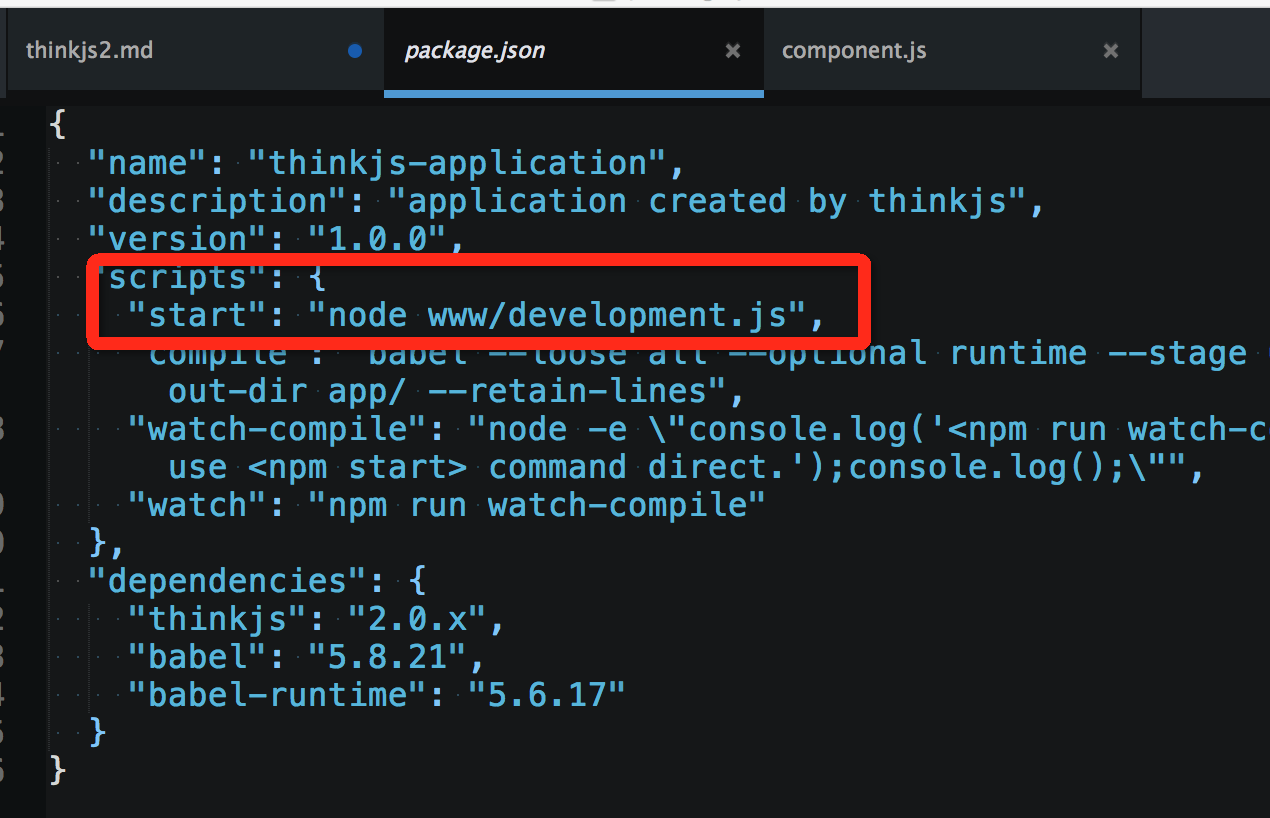 thinkjs2.md
package.json
component.js
{
"name": "thinkjs-application",
"description": "application created by thinkjs",
"version": "1.0.0",
"scripts": {
"start": "node www/development.js",
"compile": "babel --loose all --optional runtime --stage
out-dir app/ --retain-lines",
"watch-compile": "node -e \"console.log('<npm run watch-c
use <npm start> command direct.');console.log();\"",
"watch": "npm run watch-compile"
},
"dependencies": {
"thinkjs": "2.0.x",
"babel": "5.8.21",
"babel-runtime": "5.6.17"
}
}